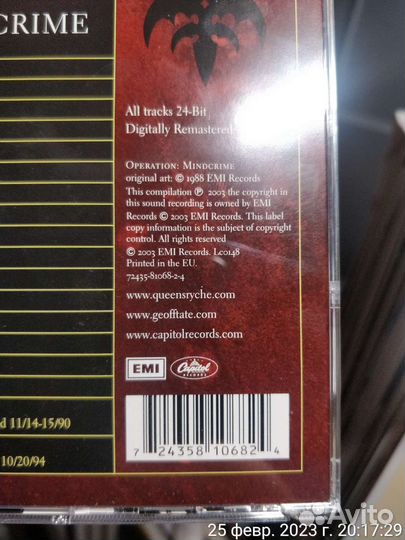 CRIME
All tracks 24-Bit
Digitally Remastered
OPERATION: MINDCRIME
original art: © 1988 EMI Records
This compilation ℗ 2003 the copyright in
this sound recording is owned by EMI
Records © 2003 EMI Records. This label
copy information is the subject of copyright
control. All rights reserved
© 2003 EMI Records. LC0148
Printed in the EU.
72435-81068-2-4
www.queensryche.com
www.geofftate.com
www.capitolrecords.com
EMI
Capitol
RECORDS
d 11/14-15/90
10/20/94
7 24358 10682 4
Avito
25 февр. 2023 г. 20:17:29